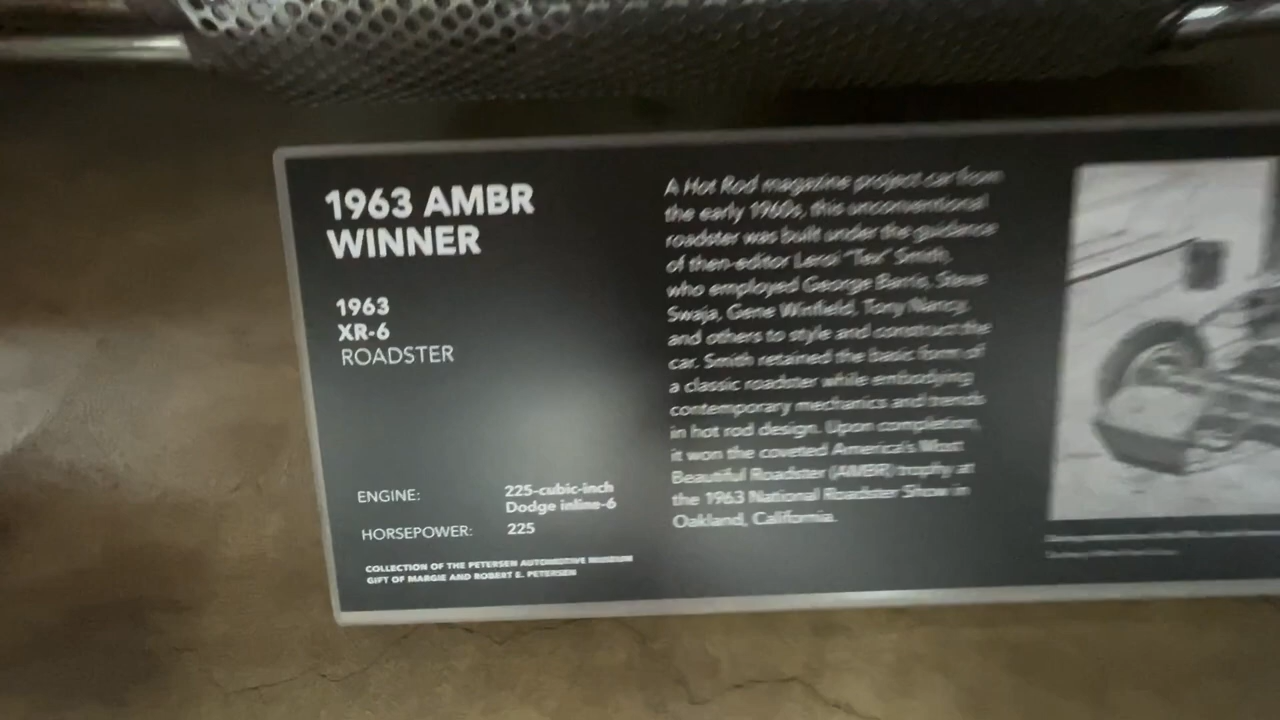 1963 AMBR
WINNER
1963
XR-6
ROADSTER
ENGINE:
225-cubic-inch
Dodge inline-6
HORSEPOWER:
225
COLLECTION OF THE PETERSEN AUTOMOTIVE MUSEUM
GIFT OF MARGIE AND ROBERT E. PETERSEN
A Hot Rod magazine project car from
the early 1960s, this unconventional
roadster was built under the guidance
of then-editor Leroi "Tex" Smith,
who employed George Barris, Steve
Swaja, Gene Winfield, Tony Nancy,
and others to style and construct the
car. Smith retained the basic form of
a classic roadster while embodying
contemporary mechanics and trends
in hot rod design. Upon completion,
it won the coveted America's Most
Beautiful Roadster (AMBR) trophy at
the 1963 National Roadster Show in
Oakland, California.